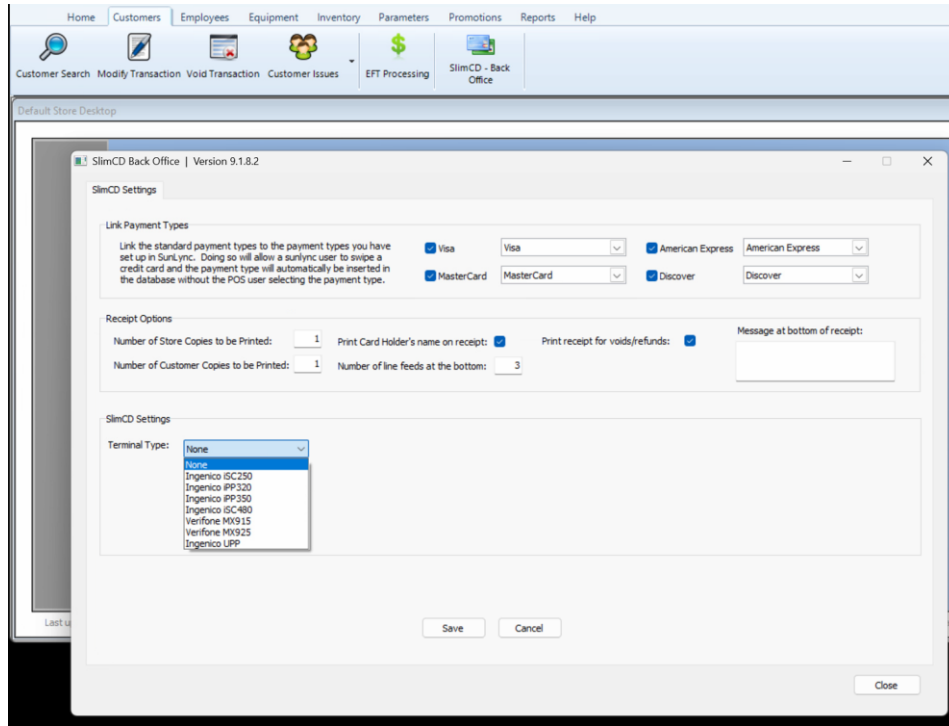 Home Customers Employees Equipment Inventory Parameters Promotions Reports Help
Customer Search Modify Transaction Void Transaction Customer Issues EFT Processing SlimCD - Back
Office
Default Store Desktop
SlimCD Back Office | Version 9.1.8.2
SlimCD Settings
Link Payment Types
Link the standard payment types to the payment types you have
set up in SunLync. Doing so will allow a sunlync user to swipe a
credit card and the payment type will automatically be inserted in
the database without the POS user selecting the payment type.
Visa Visa American Express American Express
MasterCard MasterCard Discover Discover
Receipt Options
Number of Store Copies to be Printed: 1 Print Card Holder's name on receipt: Print receipt for voids/refunds: Message at bottom of receipt:
Number of Customer Copies to be Printed: 1 Number of line feeds at the bottom: 3
SlimCD Settings
Terminal Type: None
None
Ingenico iSC250
Ingenico iPP320
Ingenico iPP350
Ingenico iSC480
Verifone MX915
Verifone MX925
Ingenico UPP
Last
Save Cancel
Close